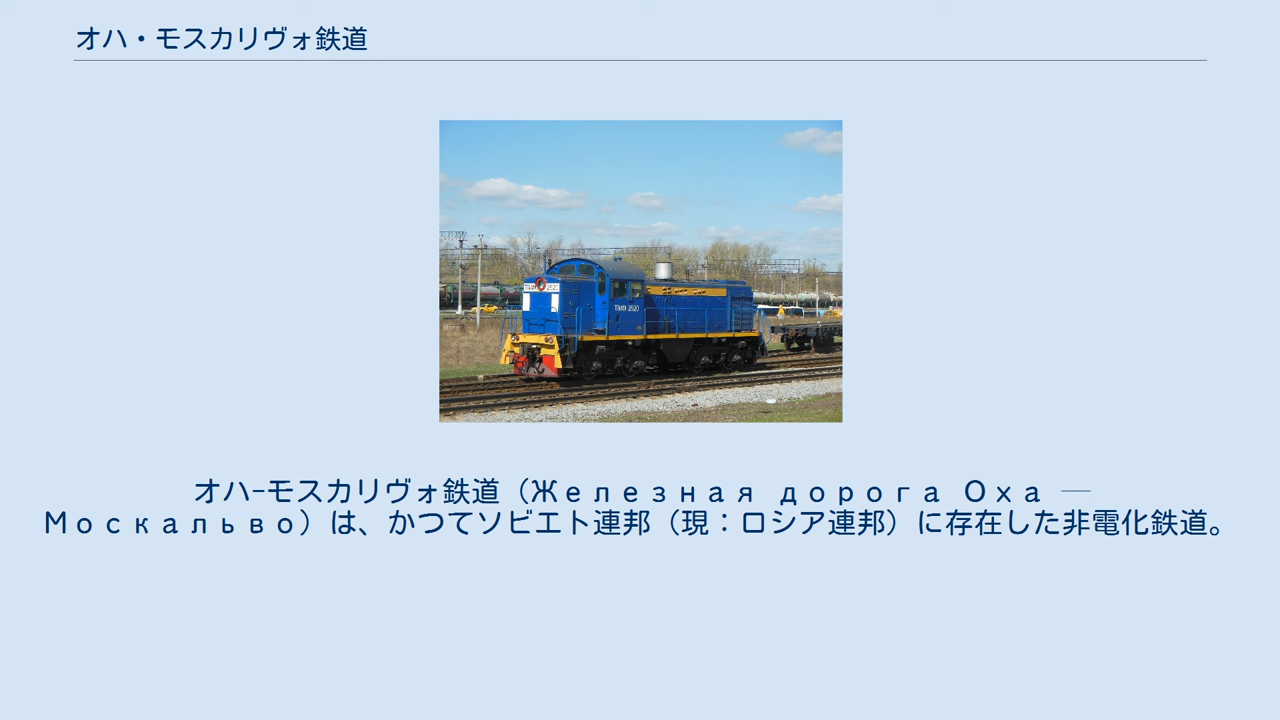 オハ・モスカリヴォ鉄道
オハ-モスカリヴォ鉄道（Железная дорога Оха —
Москальво）は、かつてソビエト連邦（現：ロシア連邦）に存在した非電化鉄道。